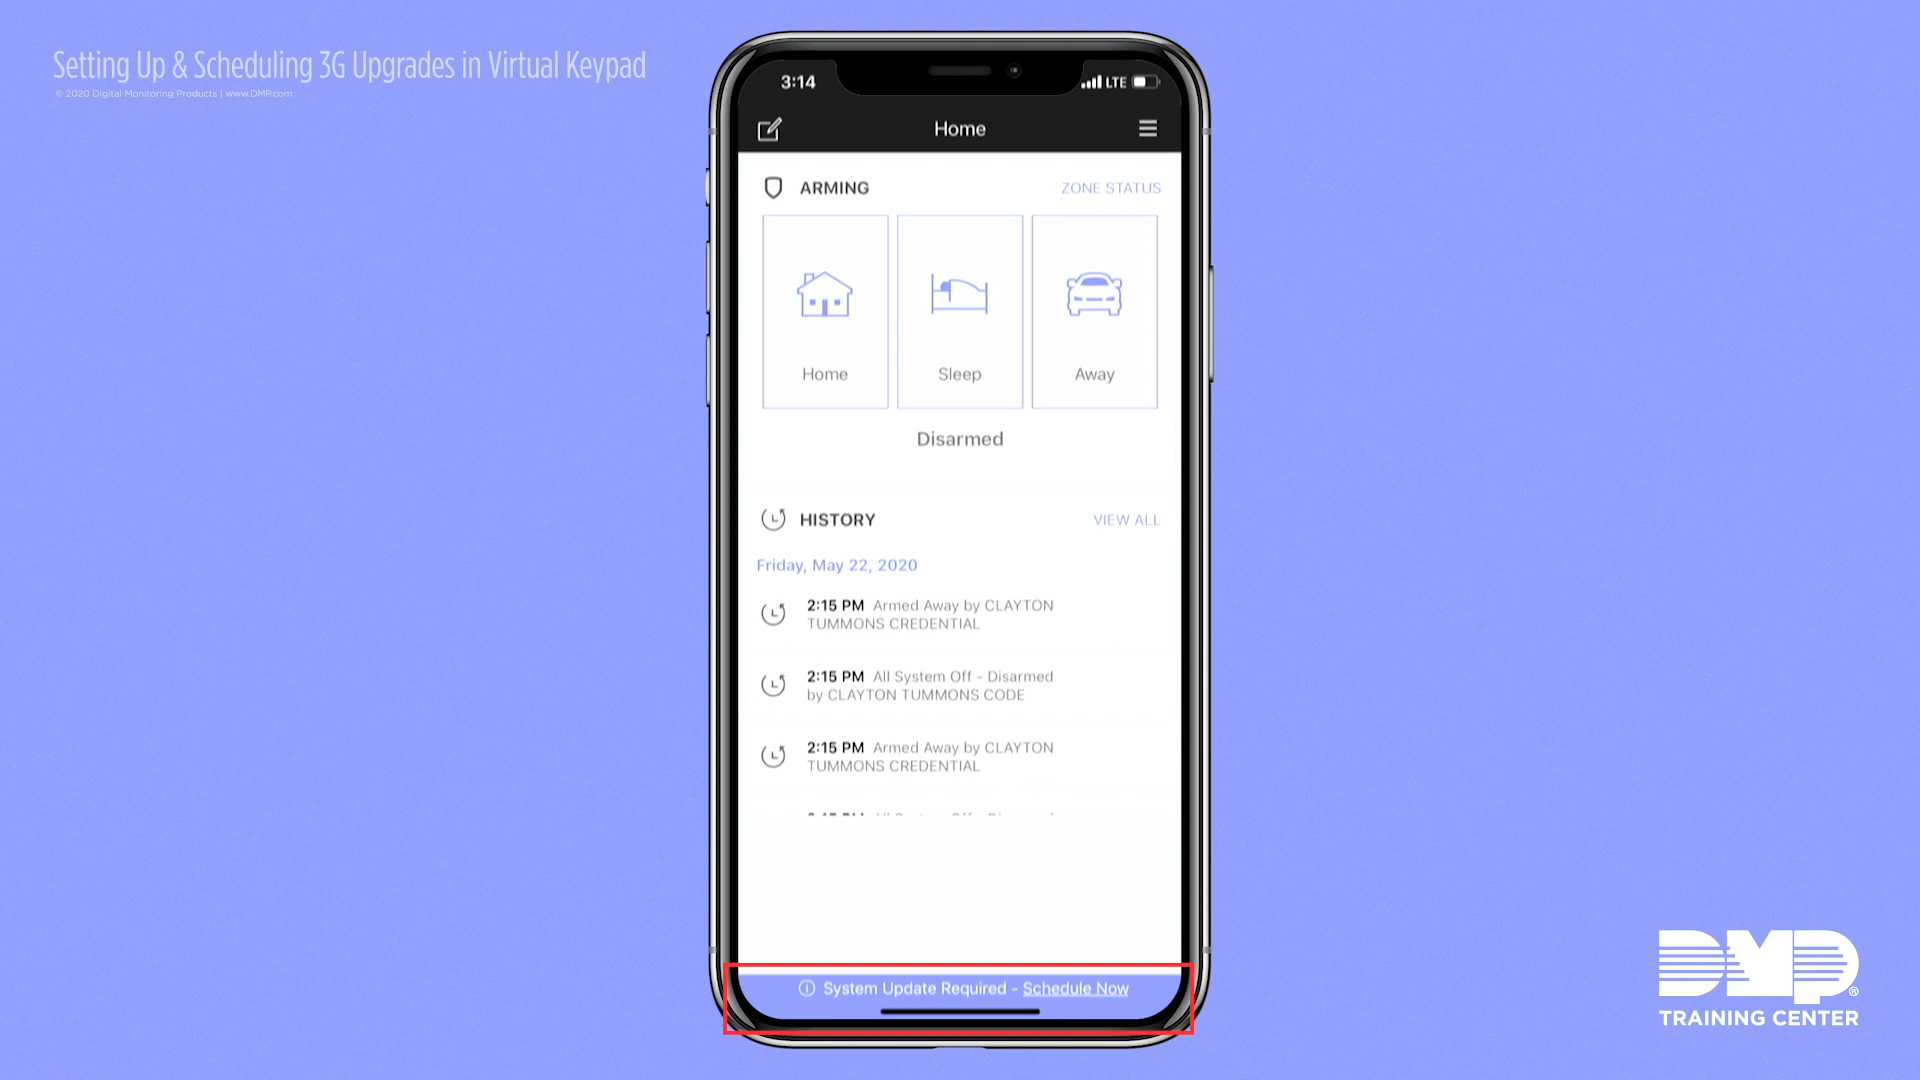 Setting Up & Scheduling 3G Upgrades in Virtual Keypad
© 2020 Digital Monitoring Products | www.DMP.com
3:14
LTE
Home
ARMING
ZONE STATUS
Home
Sleep
Away
Disarmed
HISTORY
VIEW ALL
Friday, May 22, 2020
2:15 PM Armed Away by CLAYTON
TUMMONS CREDENTIAL
2:15 PM All System Off - Disarmed
by CLAYTON TUMMONS CODE
2:15 PM Armed Away by CLAYTON
TUMMONS CREDENTIAL
System Update Required - Schedule Now
DMP®
TRAINING CENTER